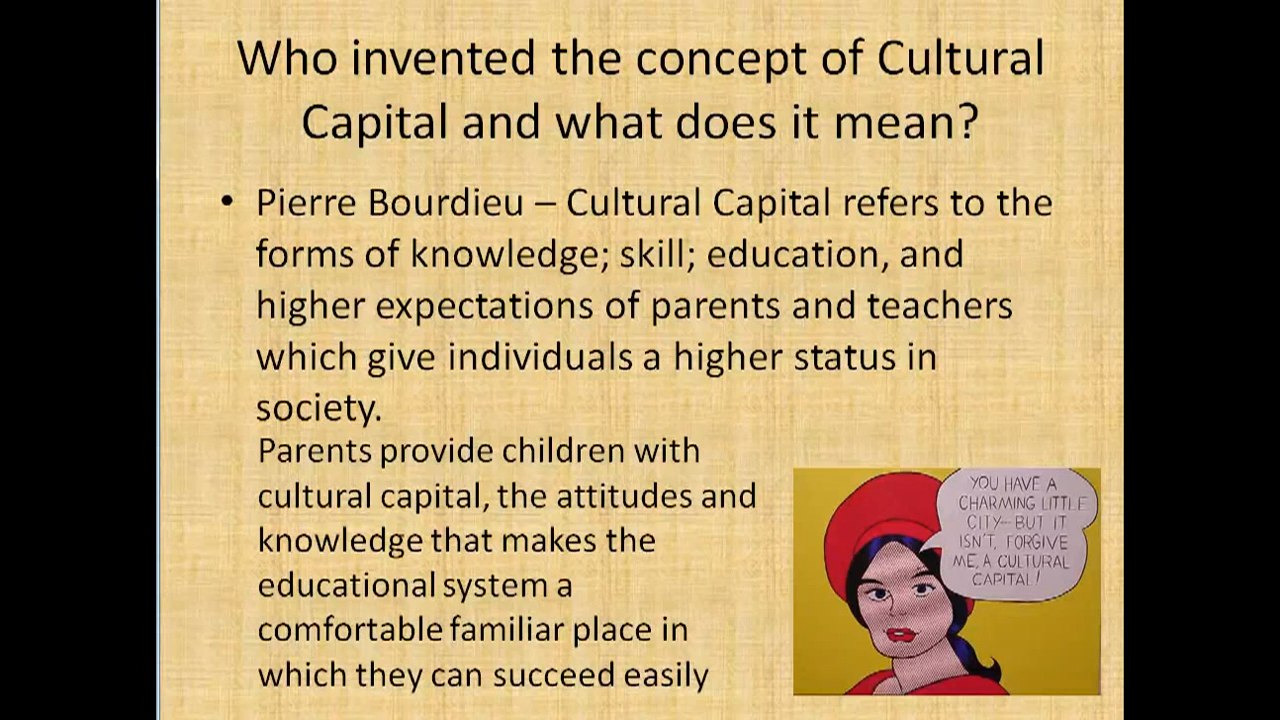 Who invented the concept of Cultural
Capital and what does it mean?
• Pierre Bourdieu – Cultural Capital refers to the
forms of knowledge; skill; education, and
higher expectations of parents and teachers
which give individuals a higher status in
society.
Parents provide children with
cultural capital, the attitudes and
knowledge that makes the
educational system a
comfortable familiar place in
which they can succeed easily
YOU HAVE A
CHARMING LITTLE
CITY--BUT IT
ISN'T, FORGIVE
ME, A CULTURAL
CAPITAL!